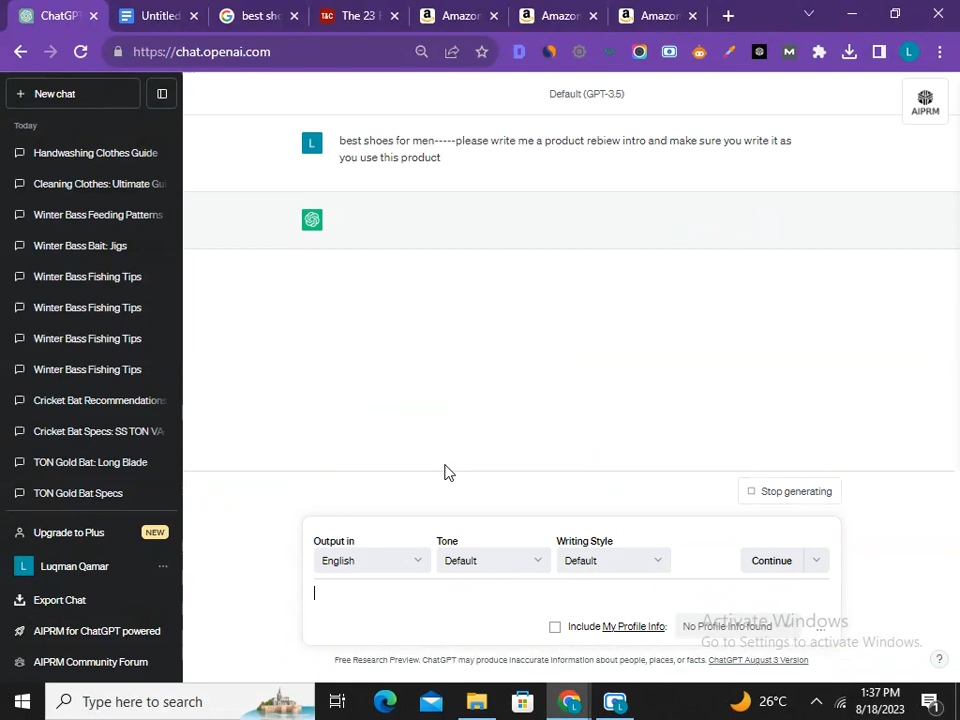 ChatGPT
Untitled
best sho
The 23 B
Amazon
Amazon
Amazon
https://chat.openai.com
New chat
Today
Handwashing Clothes Guide
Cleaning Clothes: Ultimate Gui
Winter Bass Feeding Patterns
Winter Bass Bait: Jigs
Winter Bass Fishing Tips
Winter Bass Fishing Tips
Winter Bass Fishing Tips
Winter Bass Fishing Tips
Cricket Bat Recommendations
Cricket Bat Specs: SS TON VA
TON Gold Bat: Long Blade
TON Gold Bat Specs
Upgrade to Plus NEW
Luqman Qamar
Export Chat
AIPRM for ChatGPT powered
AIPRM Community Forum
Default (GPT-3.5)
AIPRM
L best shoes for men-----please write me a product rebiew intro and make sure you write it as
you use this product
Stop generating
Output in Tone Writing Style
English Default Default Continue
Include My Profile Info: No Profile Info found
Activate Windows
Go to Settings to activate Windows.
Free Research Preview. ChatGPT may produce inaccurate information about people, places, or facts. ChatGPT August 3 Version
Type here to search
26°C
1:37 PM
8/18/2023